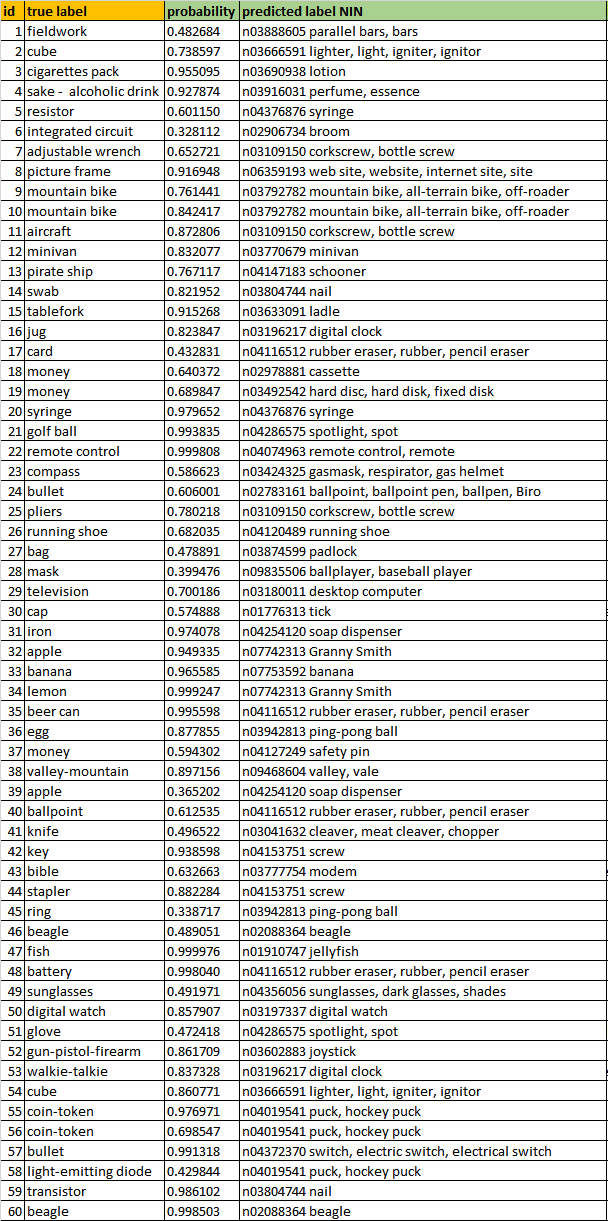 id true label probability predicted label NIN
1 fieldwork 0.482684 n03888605 parallel bars, bars
2 cube 0.738597 n03666591 lighter, light, igniter, ignitor
3 cigarettes pack 0.955095 n03690938 lotion
4 sake - alcoholic drink 0.927874 n03916031 perfume, essence
5 resistor 0.601150 n04376876 syringe
6 integrated circuit 0.328112 n02906734 broom
7 adjustable wrench 0.652721 n03109150 corkscrew, bottle screw
8 picture frame 0.916948 n06359193 web site, website, internet site, site
9 mountain bike 0.761441 n03792782 mountain bike, all-terrain bike, off-roader
10 mountain bike 0.842417 n03792782 mountain bike, all-terrain bike, off-roader
11 aircraft 0.872806 n03109150 corkscrew, bottle screw
12 minivan 0.832077 n03770679 minivan
13 pirate ship 0.767117 n04147183 schooner
14 swab 0.821952 n03804744 nail
15 tablefork 0.915268 n03633091 ladle
16 jug 0.823847 n03196217 digital clock
17 card 0.432831 n04116512 rubber eraser, rubber, pencil eraser
18 money 0.640372 n02978881 cassette
19 money 0.689847 n03492542 hard disc, hard disk, fixed disk
20 syringe 0.979652 n04376876 syringe
21 golf ball 0.993835 n04286575 spotlight, spot
22 remote control 0.999808 n04074963 remote control, remote
23 compass 0.586623 n03424325 gasmask, respirator, gas helmet
24 bullet 0.606001 n02783161 ballpoint, ballpoint pen, ballpen, Biro
25 pliers 0.780218 n03109150 corkscrew, bottle screw
26 running shoe 0.682035 n04120489 running shoe
27 bag 0.478891 n03874599 padlock
28 mask 0.399476 n09835506 ballplayer, baseball player
29 television 0.700186 n03180011 desktop computer
30 cap 0.574888 n01776313 tick
31 iron 0.974078 n04254120 soap dispenser
32 apple 0.949335 n07742313 Granny Smith
33 banana 0.965585 n07753592 banana
34 lemon 0.999247 n07742313 Granny Smith
35 beer can 0.995598 n04116512 rubber eraser, rubber, pencil eraser
36 egg 0.877855 n03942813 ping-pong ball
37 money 0.594302 n04127249 safety pin
38 valley-mountain 0.897156 n09468604 valley, vale
39 apple 0.365202 n04254120 soap dispenser
40 ballpoint 0.612535 n04116512 rubber eraser, rubber, pencil eraser
41 knife 0.496522 n03041632 cleaver, meat cleaver, chopper
42 key 0.938598 n04153751 screw
43 bible 0.632663 n03777754 modem
44 stapler 0.882284 n04153751 screw
45 ring 0.338717 n03942813 ping-pong ball
46 beagle 0.489051 n02088364 beagle
47 fish 0.999976 n01910747 jellyfish
48 battery 0.998040 n04116512 rubber eraser, rubber, pencil eraser
49 sunglasses 0.491971 n04356056 sunglasses, dark glasses, shades
50 digital watch 0.857907 n03197337 digital watch
51 glove 0.472418 n04286575 spotlight, spot
52 gun-pistol-firearm 0.861709 n03602883 joystick
53 walkie-talkie 0.837328 n03196217 digital clock
54 cube 0.860771 n03666591 lighter, light, igniter, ignitor
55 coin-token 0.976971 n04019541 puck, hockey puck
56 coin-token 0.698547 n04019541 puck, hockey puck
57 bullet 0.991318 n04372370 switch, electric switch, electrical switch
58 light-emitting diode 0.429844 n04019541 puck, hockey puck
59 transistor 0.986102 n03804744 nail
60 beagle 0.998503 n02088364 beagle